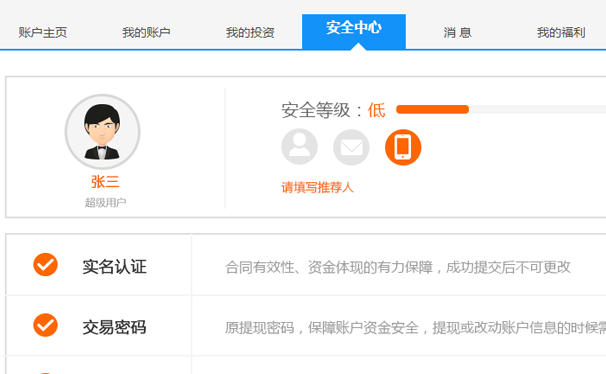 账户主页 我的账户 我的投资 安全中心 消 息 我的福利
安全等级：低
张三
请填写推荐人
超级用户
实名认证 合同有效性、资金体现的有力保障，成功提交后不可更改
交易密码 原提现密码，保障账户资金安全，提现或改动账户信息的时候需